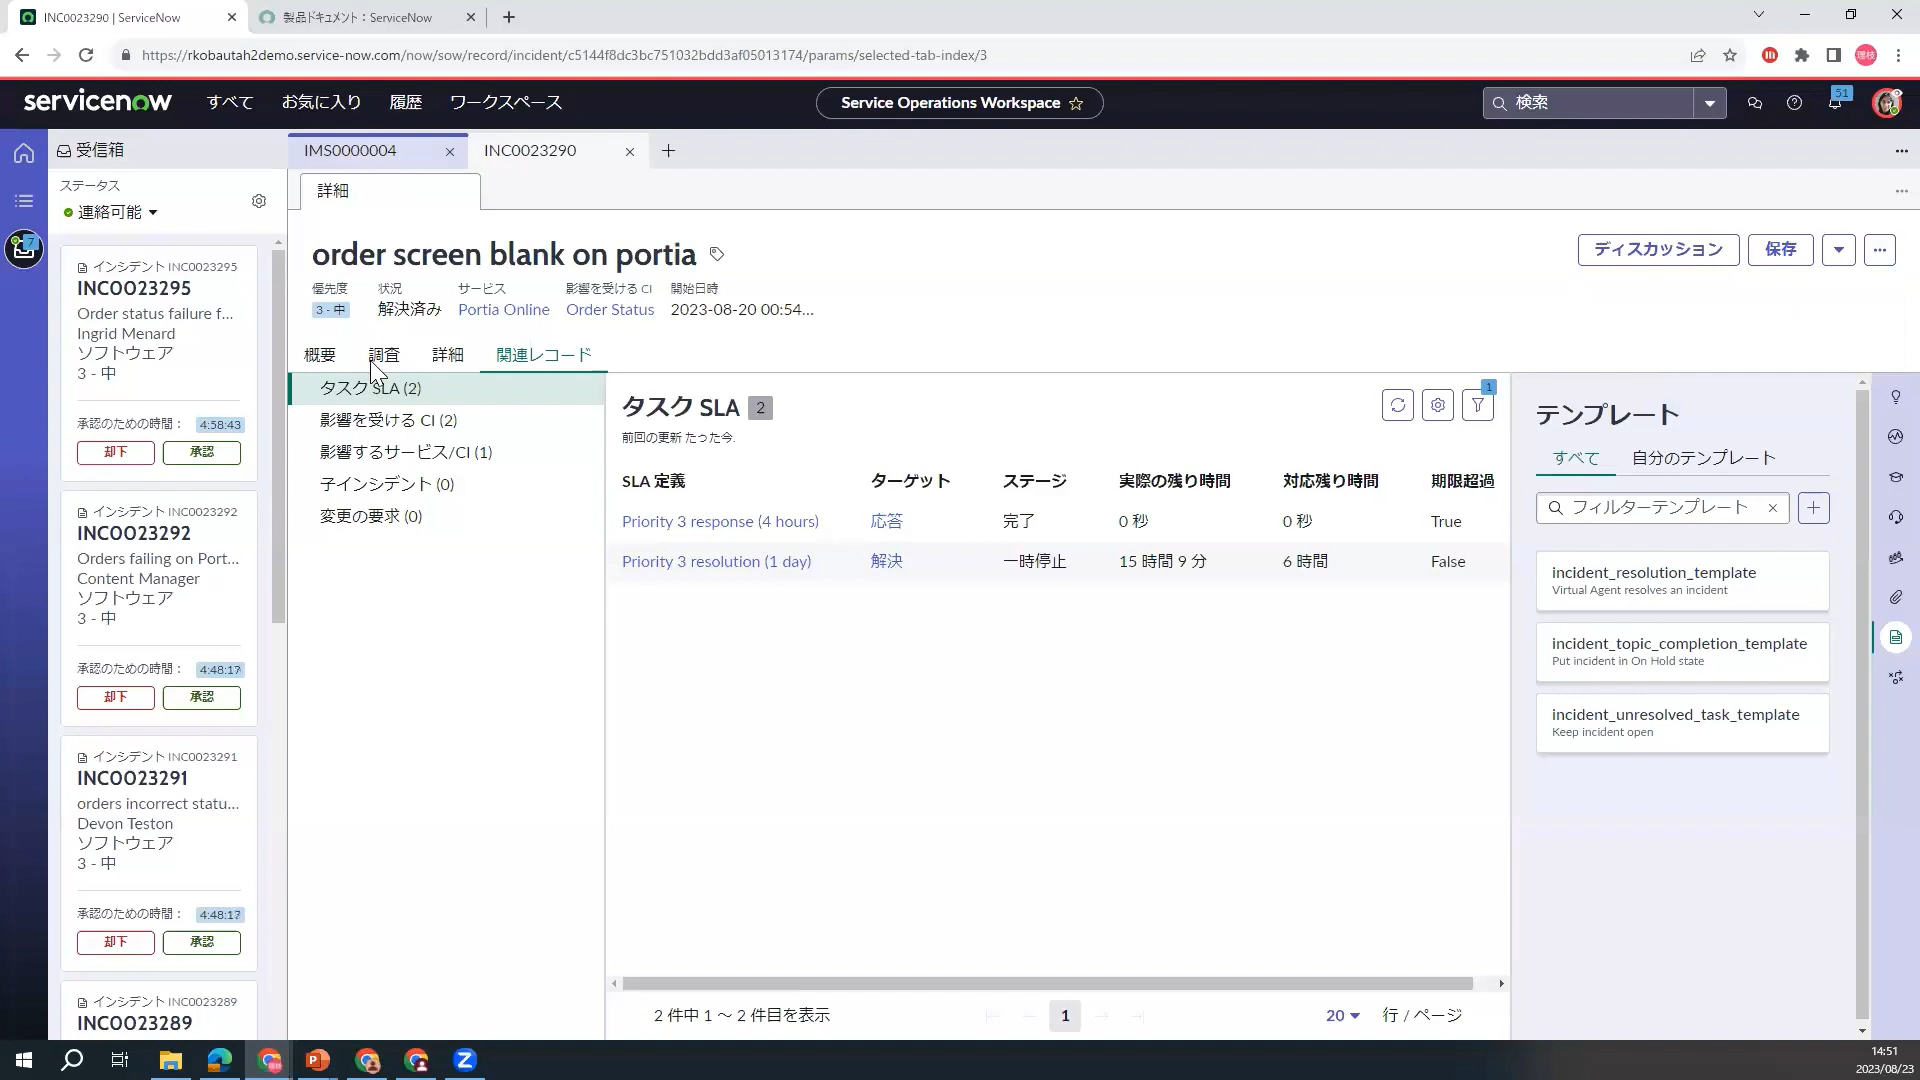 INC0023290 | ServiceNow
製品ドキュメント：ServiceNow
https://rkobautah2demo.service-now.com/now/sow/record/incident/c5144f8dc3bc751032bdd3af05013174/params/selected-tab-index/3
servicenow
すべて
お気に入り
履歴
ワークスペース
Service Operations Workspace
検索
51
7
受信箱
ステータス
連絡可能
インシデント INC0023295
INC0023295
Order status failure f...
Ingrid Menard
ソフトウェア
3 - 中
承認のための時間：
4:58:43
却下
承認
インシデント INC0023292
INC0023292
Orders failing on Port...
Content Manager
ソフトウェア
3 - 中
承認のための時間：
4:48:17
却下
承認
インシデント INC0023291
INC0023291
orders incorrect statu...
Devon Teston
ソフトウェア
3 - 中
承認のための時間：
4:48:17
却下
承認
インシデント INC0023289
INC0023289
IMS0000004
INC0023290
詳細
order screen blank on portia
優先度
3 - 中
状況
解決済み
サービス
Portia Online
影響を受ける CI
Order Status
開始日時
2023-08-20 00:54...
ディスカッション
保存
概要
調査
詳細
関連レコード
タスク SLA (2)
影響を受ける CI (2)
影響するサービス/CI (1)
子インシデント (0)
変更の要求 (0)
タスク SLA 2
1
前回の更新 たった今.
SLA 定義 ターゲット ステージ 実際の残り時間 対応残り時間 期限超過
Priority 3 response (4 hours) 応答 完了 0 秒 0 秒 True
Priority 3 resolution (1 day) 解決 一時停止 15 時間 9 分 6 時間 False
2 件中 1 ～ 2 件目を表示
1
20
行 / ページ
テンプレート
すべて
自分のテンプレート
フィルターテンプレート
incident_resolution_template
Virtual Agent resolves an incident
incident_topic_completion_template
Put incident in On Hold state
incident_unresolved_task_template
Keep incident open
14:51
2023/08/23